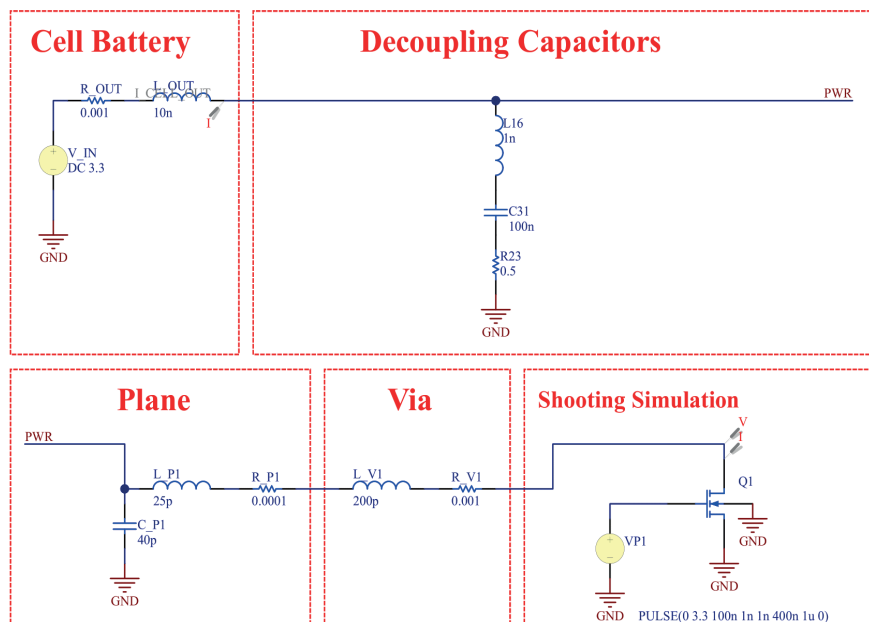 Cell Battery
Decoupling Capacitors
R_OUT
L_OUT
I_CELL_OUT
0.001
10n
I
PWR
V_IN
DC 3.3
GND
L16
1n
C31
100n
R23
0.5
GND
Plane
Via
Shooting Simulation
PWR
V
I
L_P1
R_P1
L_V1
R_V1
Q1
25p
0.0001
200p
0.001
C_P1
40p
GND
VP1
GND
GND
GND
PULSE(0 3.3 100n 1n 1n 400n 1u 0)